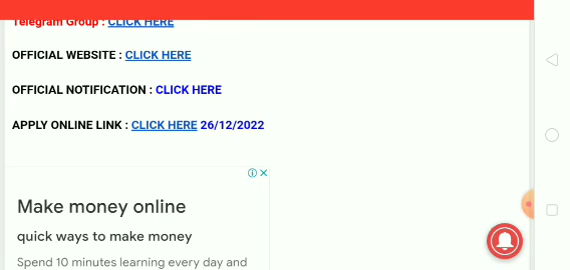 Telegram Group : CLICK HERE
OFFICIAL WEBSITE : CLICK HERE
OFFICIAL NOTIFICATION : CLICK HERE
APPLY ONLINE LINK : CLICK HERE 26/12/2022
Make money online
quick ways to make money
Spend 10 minutes learning every day and